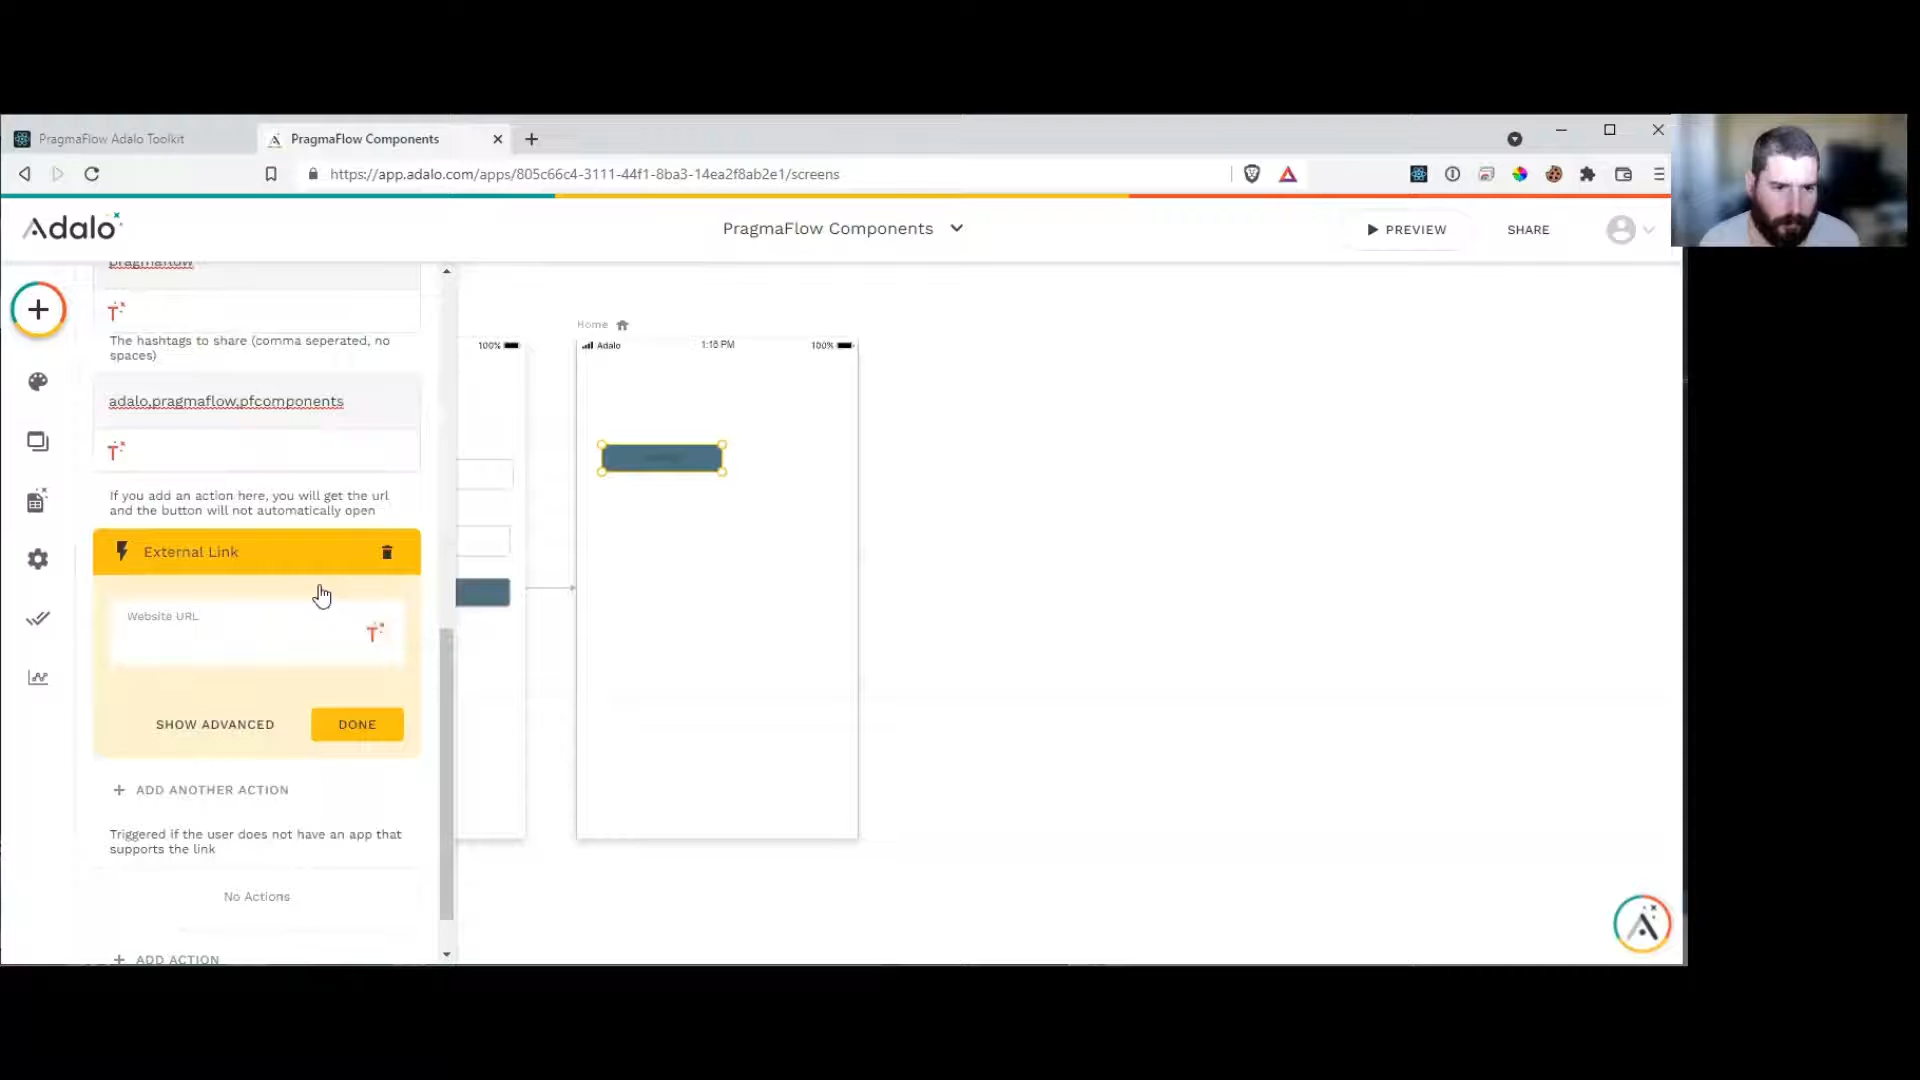 PragmaFlow Adalo Toolkit
PragmaFlow Components
https://app.adalo.com/apps/805c66c4-3111-44f1-8ba3-14ea2f8ab2e1/screens
Adalo
PragmaFlow Components
PREVIEW
SHARE
pragmaflow
The hashtags to share (comma seperated, no
spaces)
adalo,pragmaflow,pfcomponents
If you add an action here, you will get the url
and the button will not automatically open
External Link
Website URL
SHOW ADVANCED
DONE
ADD ANOTHER ACTION
Triggered if the user does not have an app that
supports the link
No Actions
ADD ACTION
100%
Home
Adalo
1:16 PM
100%